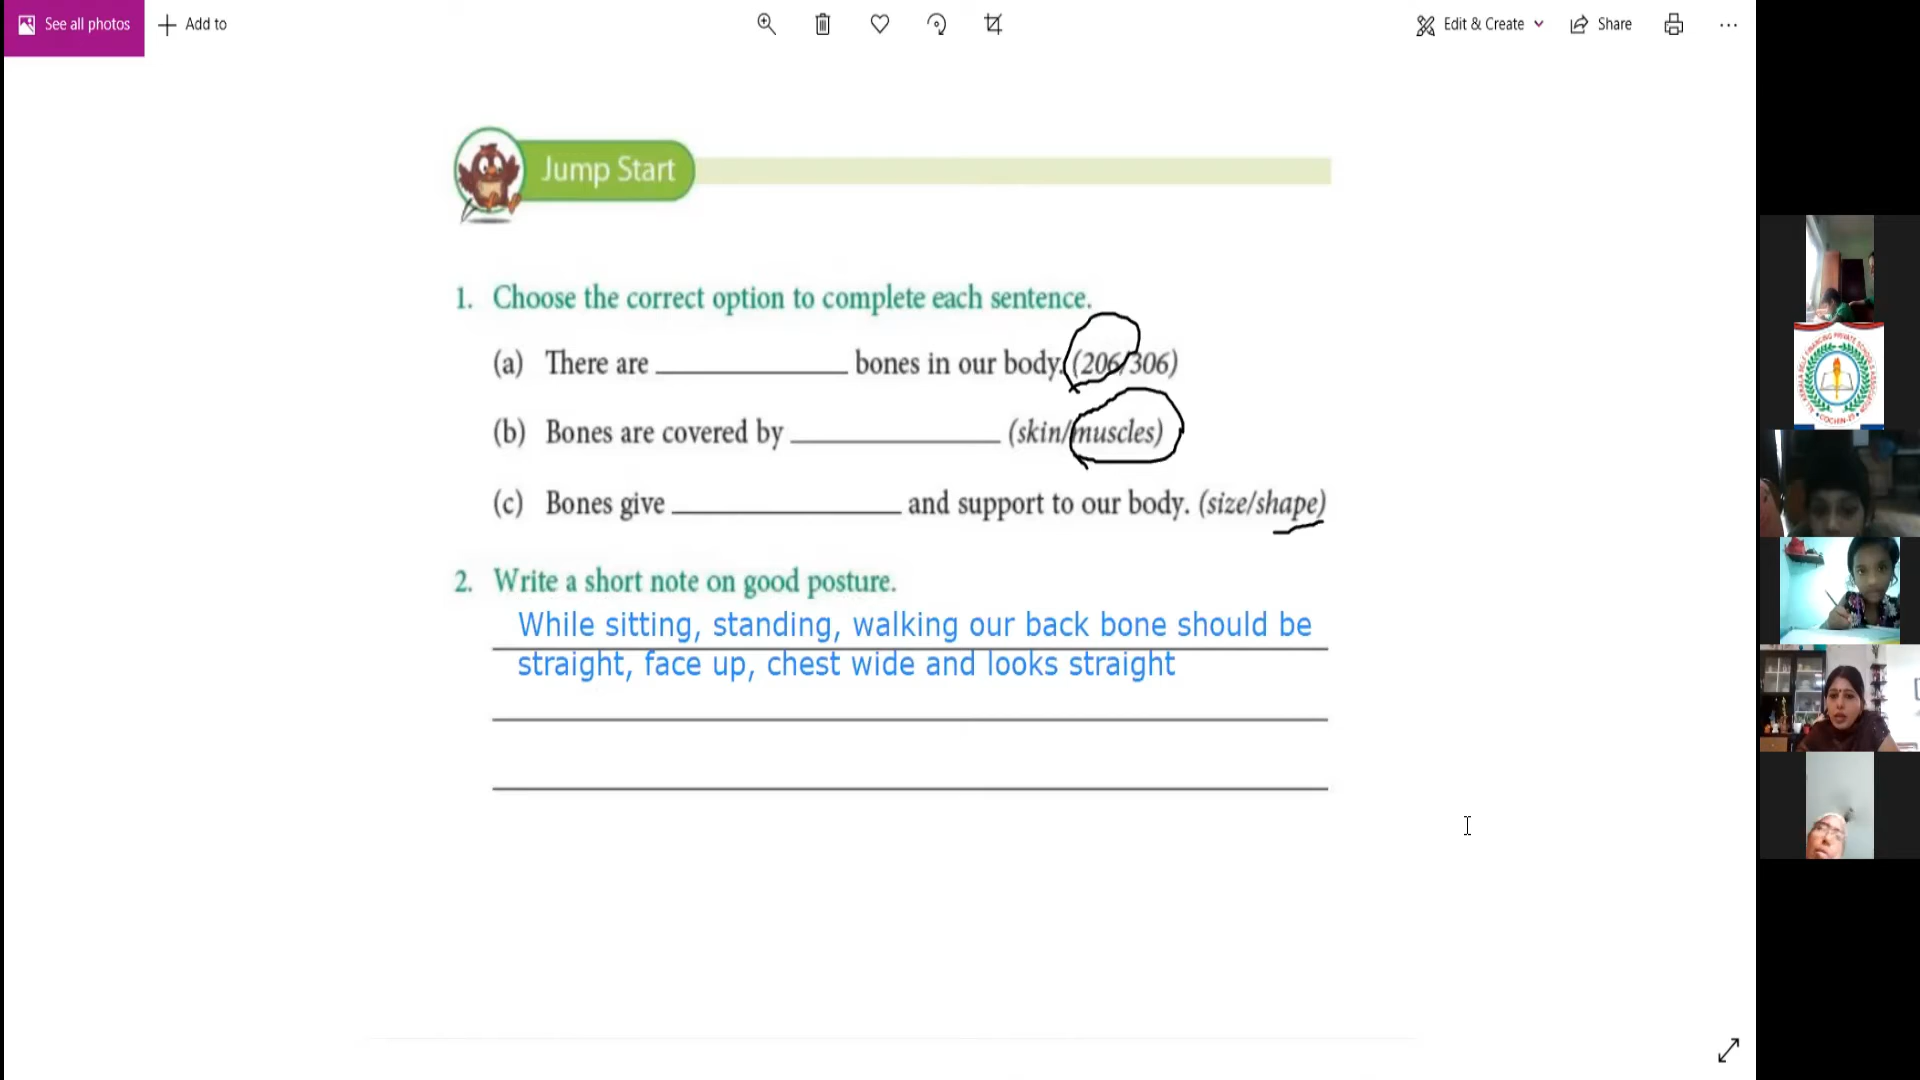 See all photos
Add to
Edit & Create
Share
Jump Start
1. Choose the correct option to complete each sentence.
(a) There are ____________ bones in our body. (206/306)
(b) Bones are covered by ____________ (skin/muscles)
(c) Bones give ____________ and support to our body. (size/shape)
2. Write a short note on good posture.
While sitting, standing, walking our back bone should be
straight, face up, chest wide and looks straight